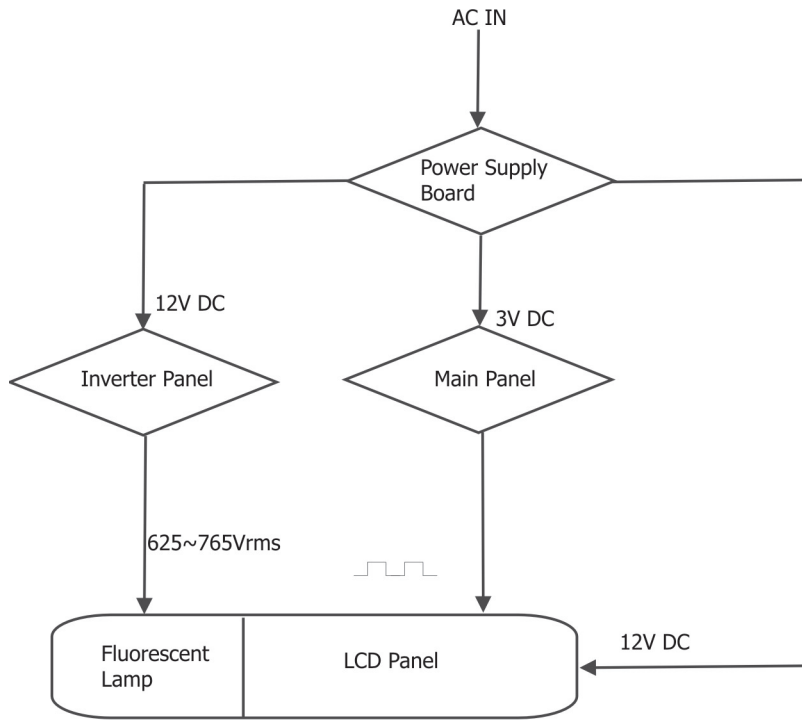 AC IN
Power Supply
Board
12V DC
3V DC
Inverter Panel
Main Panel
625~765Vrms
Fluorescent
Lamp
LCD Panel
12V DC